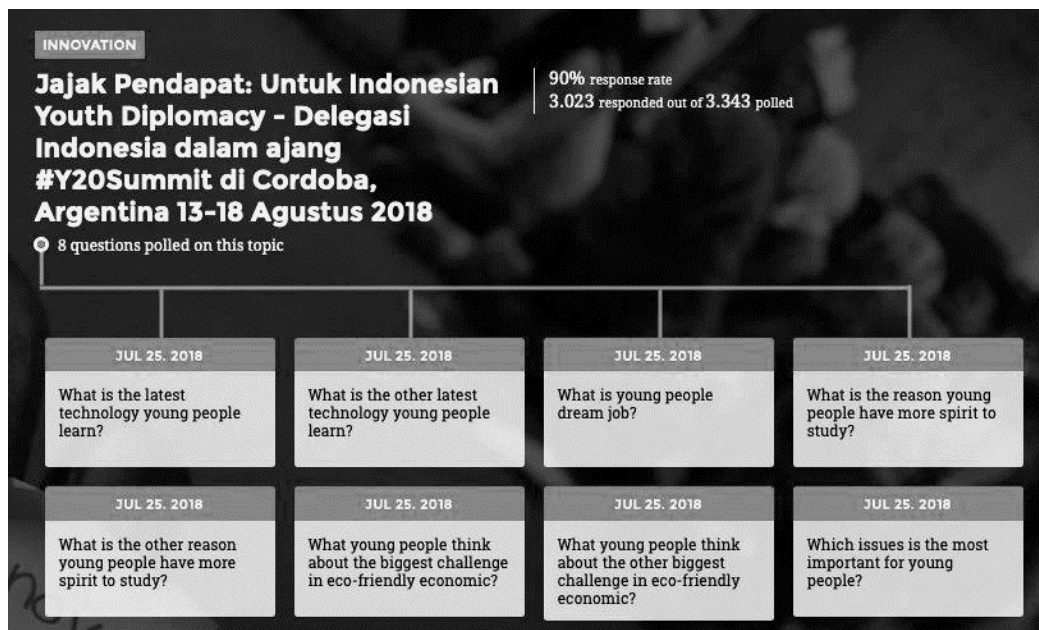 INNOVATION
Jajak Pendapat: Untuk Indonesian
Youth Diplomacy - Delegasi
Indonesia dalam ajang
#Y20Summit di Cordoba,
Argentina 13-18 Agustus 2018
90% response rate
3.023 responded out of 3.343 polled
8 questions polled on this topic
JUL 25. 2018
What is the latest
technology young people
learn?
JUL 25. 2018
What is the other latest
technology young people
learn?
JUL 25. 2018
What is young people
dream job?
JUL 25. 2018
What is the reason young
people have more spirit to
study?
JUL 25. 2018
What is the other reason
young people have more
spirit to study?
JUL 25. 2018
What young people think
about the biggest challenge
in eco-friendly economic?
JUL 25. 2018
What young people think
about the other biggest
challenge in eco-friendly
economic?
JUL 25. 2018
Which issues is the most
important for young
people?